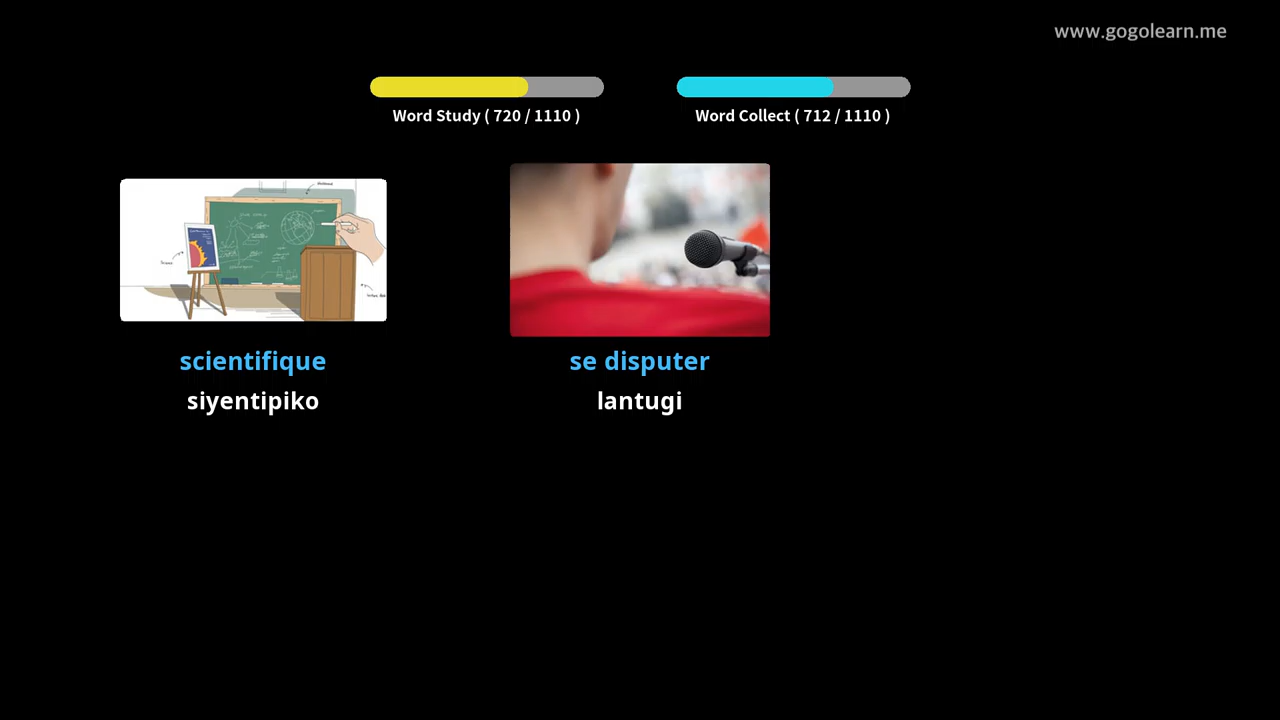 www.gogolearn.me
Word Study ( 720 / 1110 )
Word Collect ( 712 / 1110 )
scientifique
siyentipiko
se disputer
lantugi